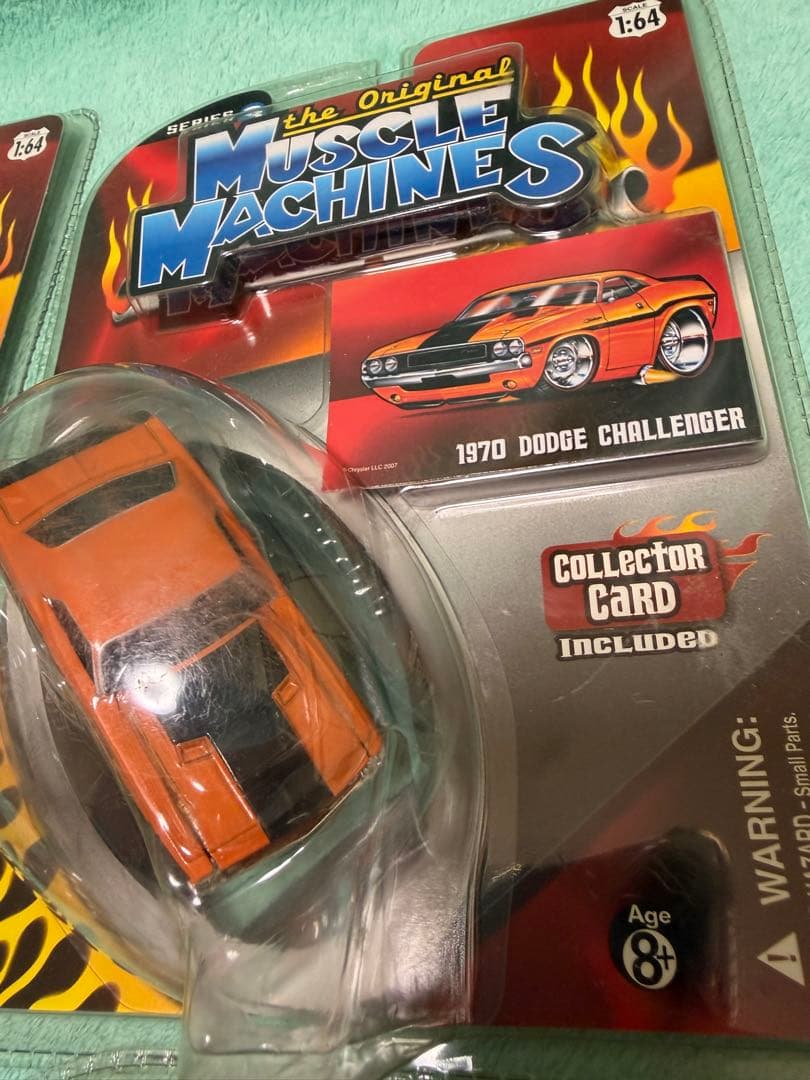 SCALE
1:64
SCALE
1:64
SERIES
the Original
MUSCLE
MACHINES
Chrysler LLC 2007
1970 DODGE CHALLENGER
COLLECTOR
CARD
INCLUDED
WARNING:
HAZARD - Small Parts.
Age
8+